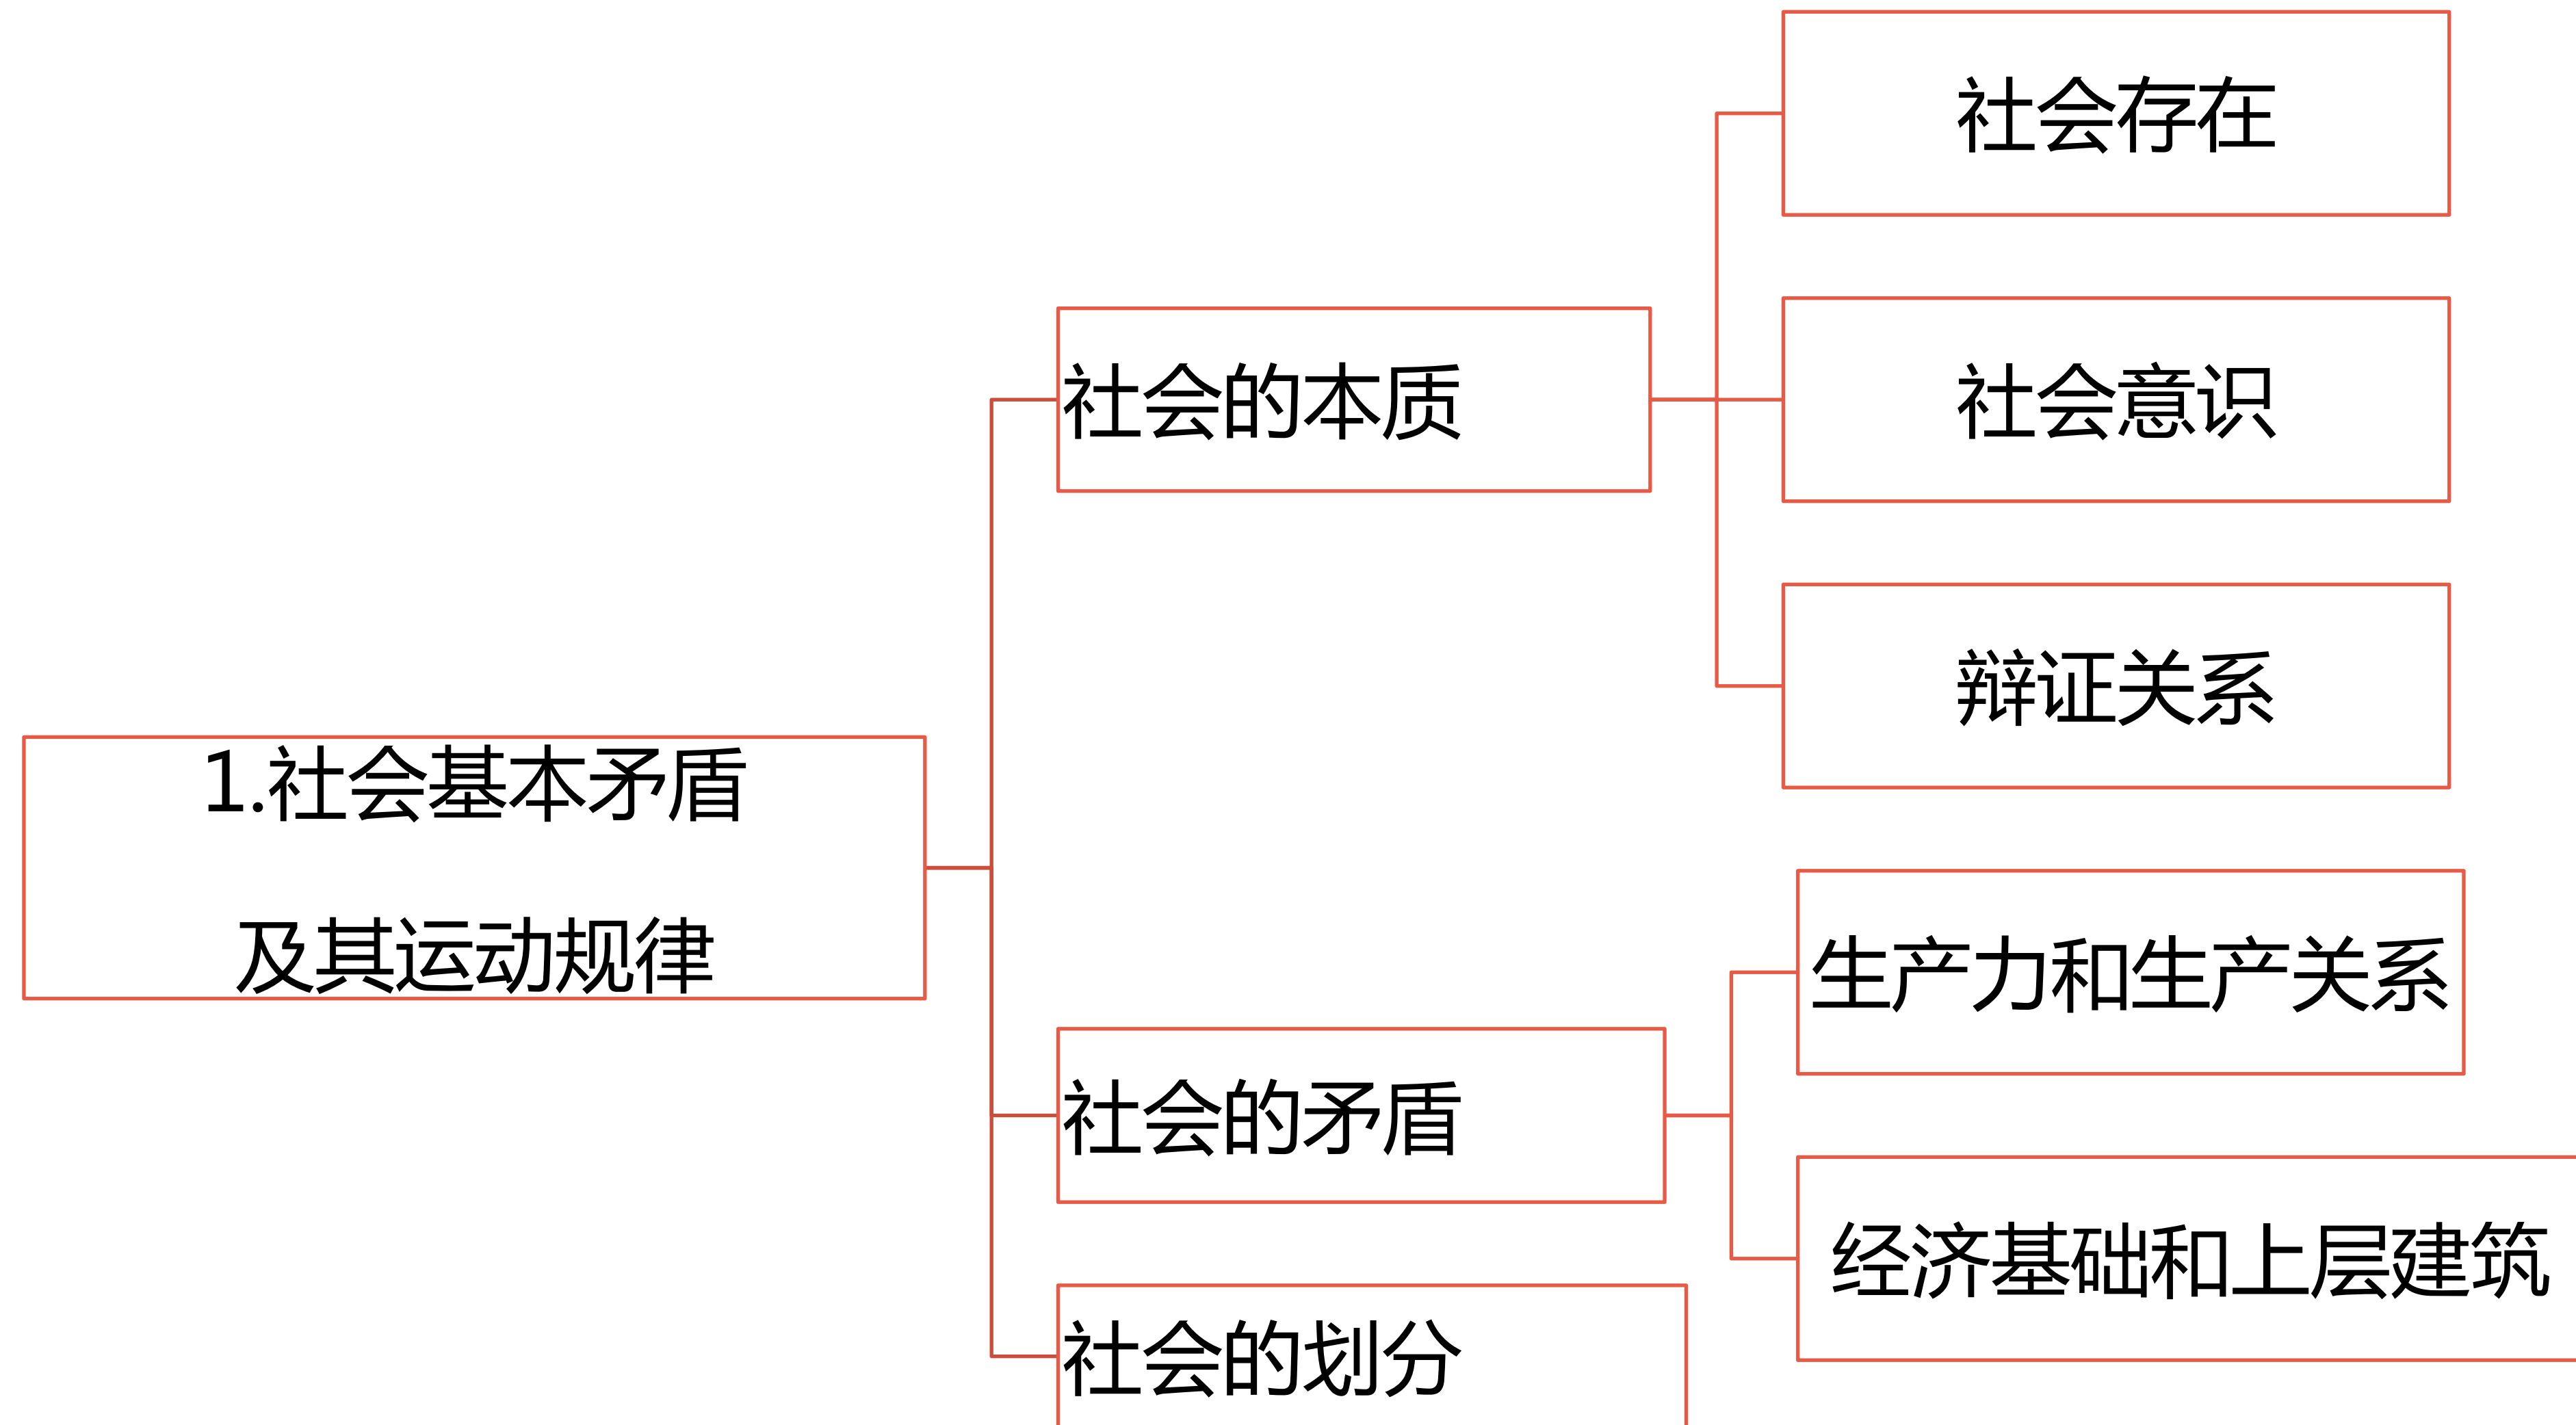 1.社会基本矛盾
及其运动规律
社会的本质
社会存在
社会意识
辩证关系
社会的矛盾
生产力和生产关系
经济基础和上层建筑
社会的划分